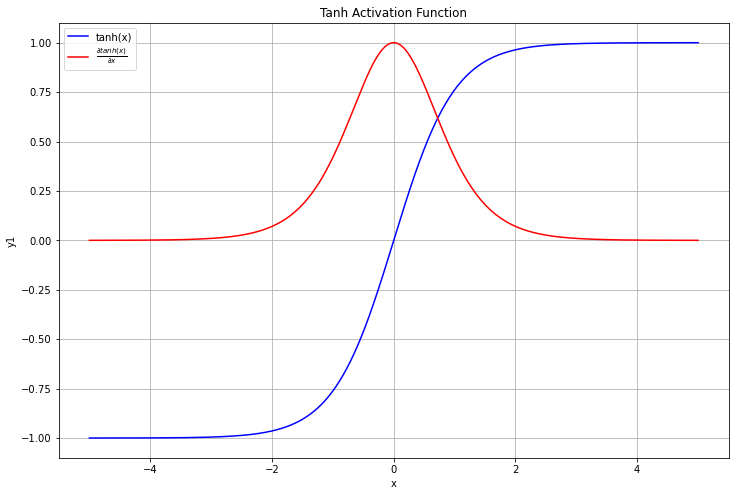 Tanh Activation Function
tanh(x)
∂tanh(x)
∂x
1.00
0.75
0.50
0.25
0.00
−0.25
−0.50
−0.75
−1.00
y1
−4
−2
0
2
4
x